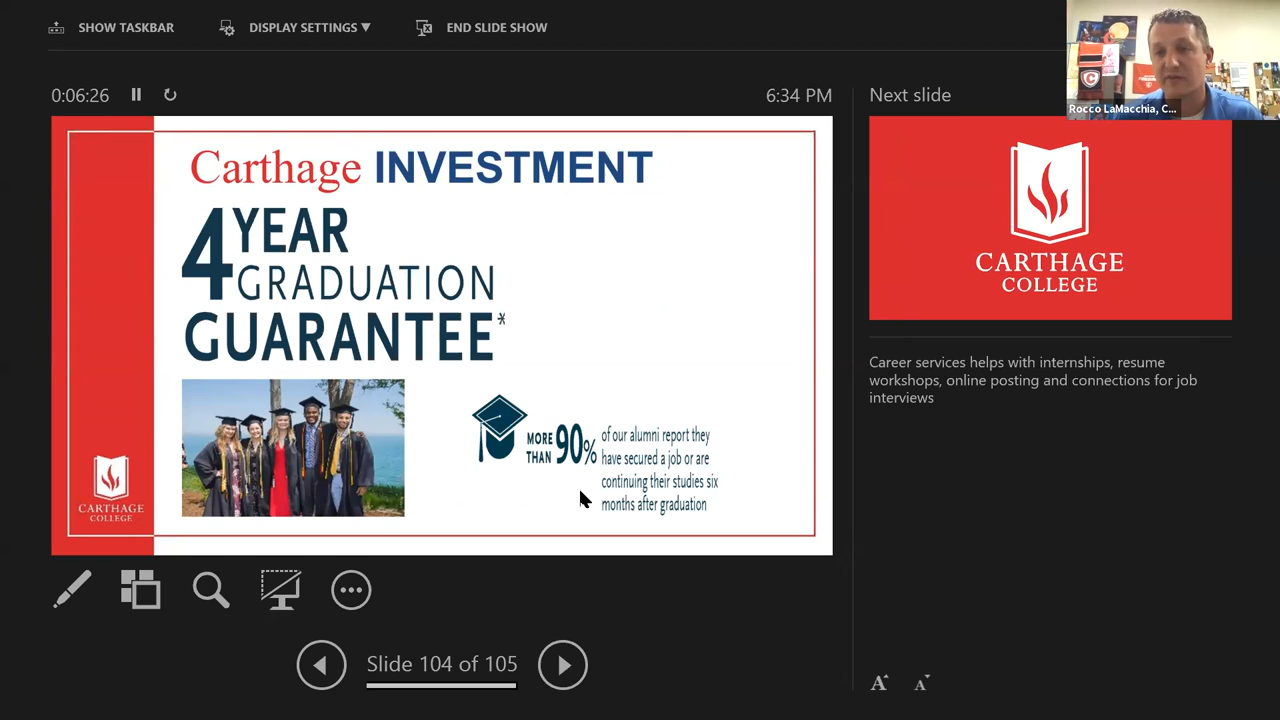 SHOW TASKBAR
DISPLAY SETTINGS ▼
END SLIDE SHOW
0:06:26
6:34 PM
Next slide
Rocco LaMacchia, C...
Carthage INVESTMENT
4 YEAR
GRADUATION
GUARANTEE*
MORE THAN 90%
of our alumni report they
have secured a job or are
continuing their studies six
months after graduation
CARTHAGE
COLLEGE
CARTHAGE
COLLEGE
Career services helps with internships, resume
workshops, online posting and connections for job
interviews
Slide 104 of 105
A A